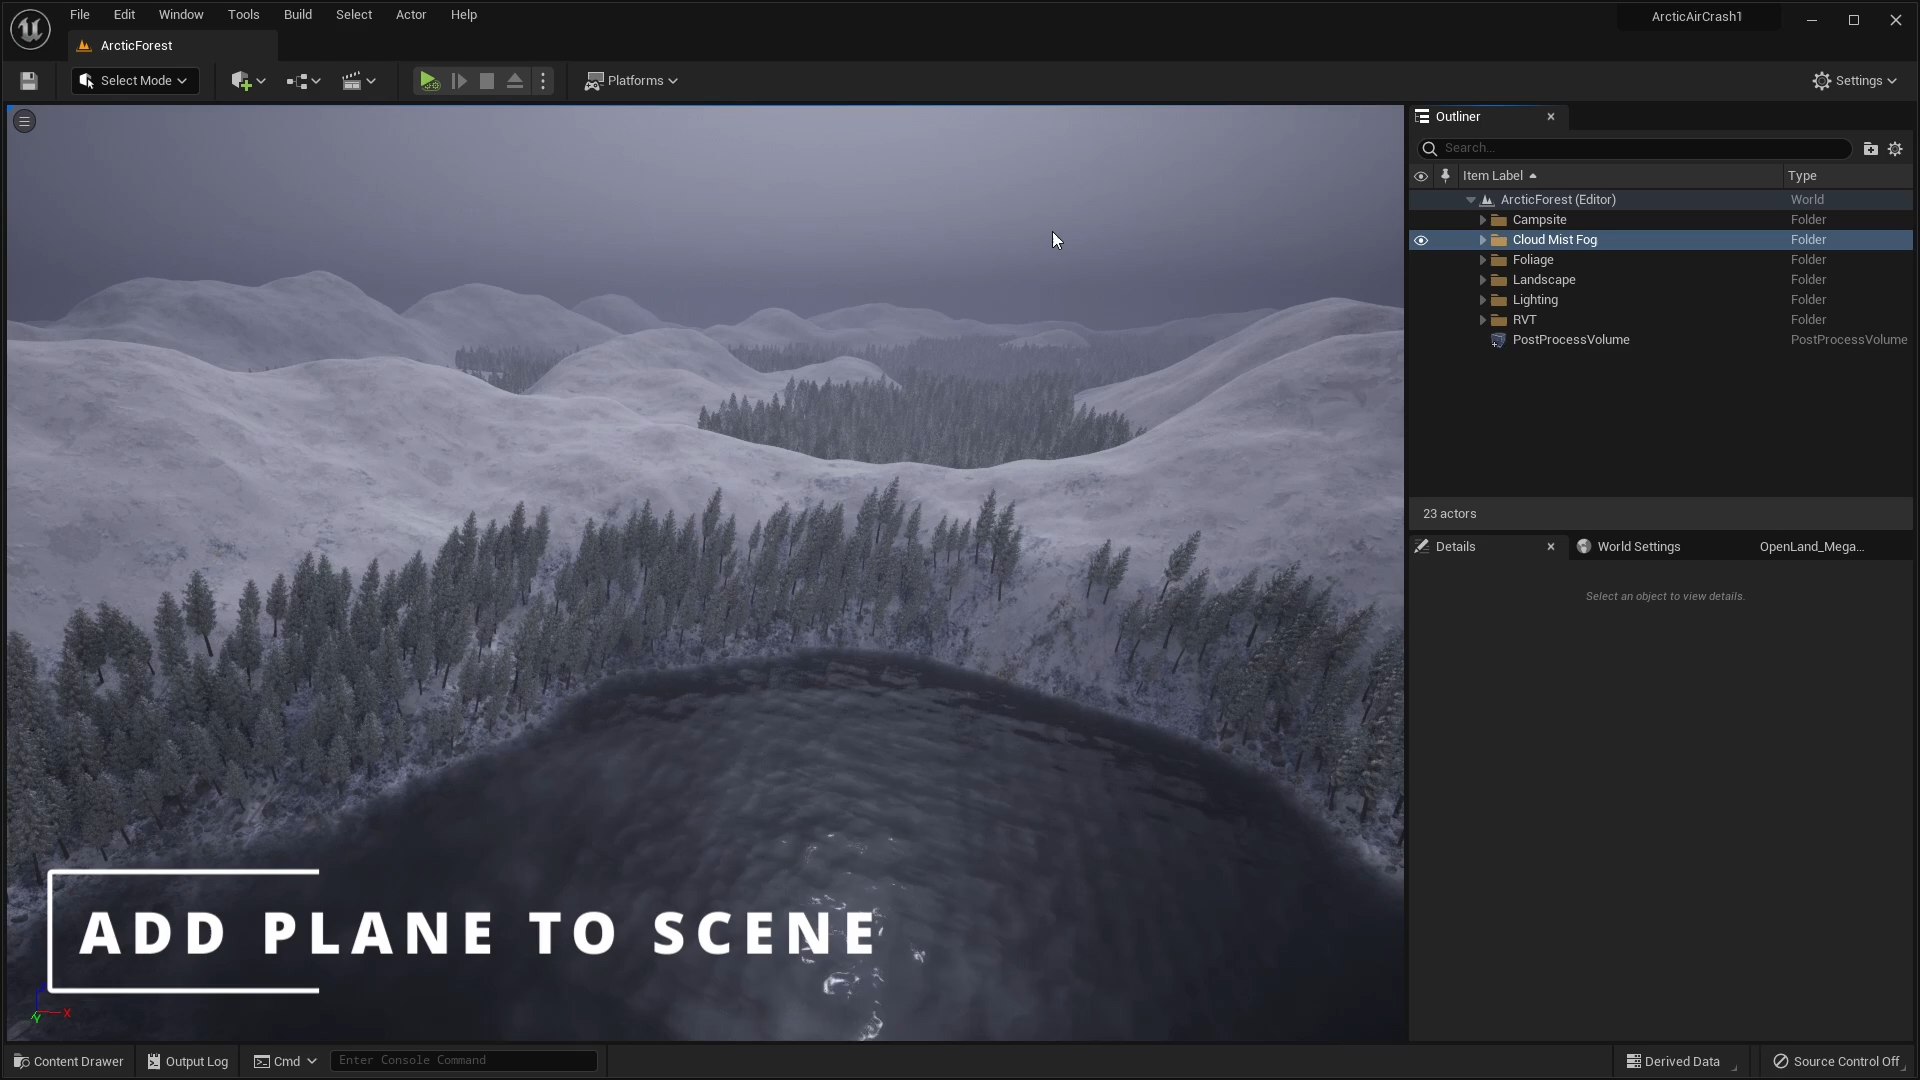 File Edit Window Tools Build Select Actor Help
ArcticAirCrash1
ArcticForest
Select Mode
Platforms
Settings
Outliner
Search...
Item Label Type
ArcticForest (Editor) World
Campsite Folder
Cloud Mist Fog Folder
Foliage Folder
Landscape Folder
Lighting Folder
RVT Folder
PostProcessVolume PostProcessVolume
23 actors
Details
World Settings
OpenLand_Mega...
Select an object to view details.
ADD PLANE TO SCENE
X
Y
Content Drawer
Output Log
Cmd
Enter Console Command
Derived Data
Source Control Off